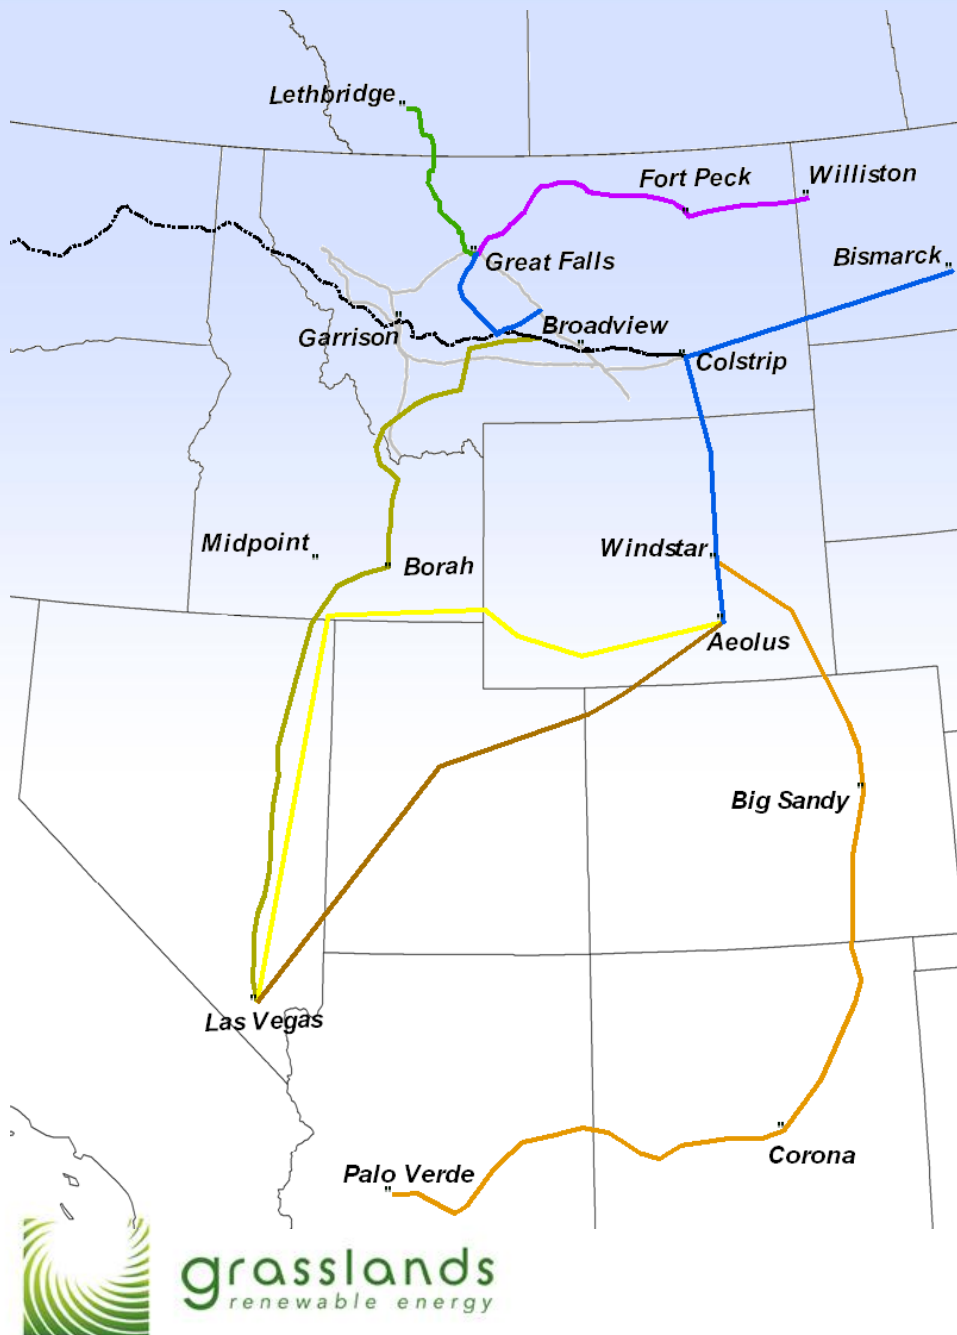 Lethbridge
Fort Peck
Williston
Great Falls
Bismarck
Garrison
Broadview
Colstrip
Midpoint
Borah
Windstar
Aeolus
Big Sandy
Las Vegas
Corona
Palo Verde
grasslands
renewable energy